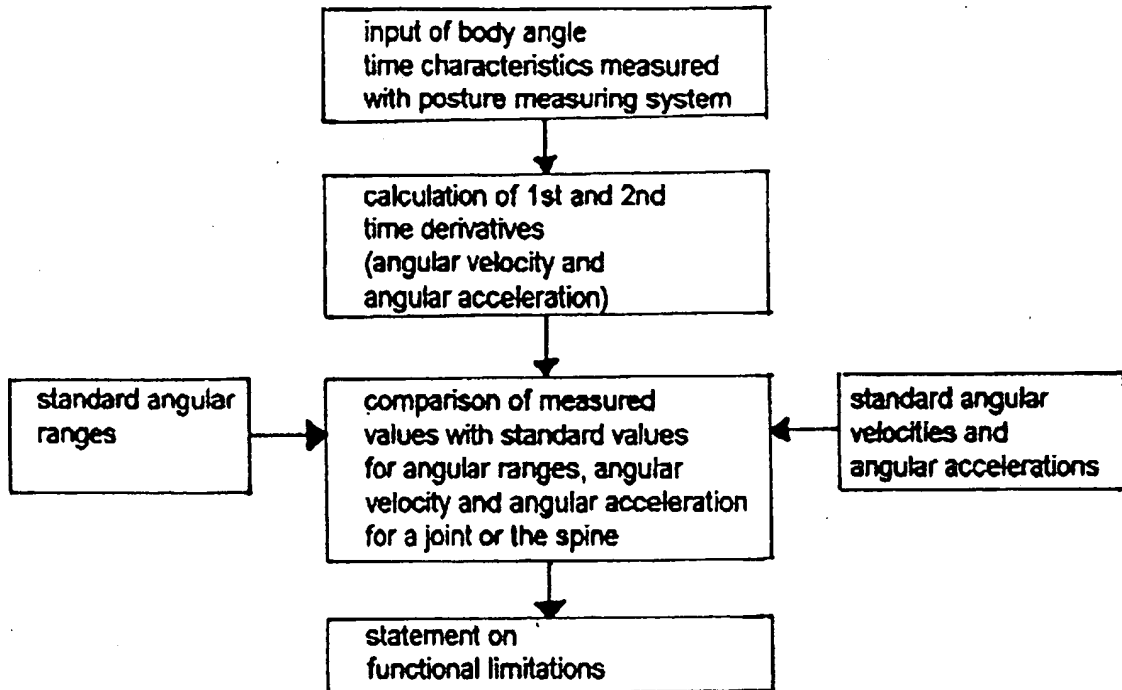 input of body angle
time characteristics measured
with posture measuring system
calculation of 1st and 2nd
time derivatives
(angular velocity and
angular acceleration)
standard angular
ranges
comparison of measured
values with standard values
for angular ranges, angular
velocity and angular acceleration
for a joint or the spine
standard angular
velocities and
angular accelerations
statement on
functional limitations